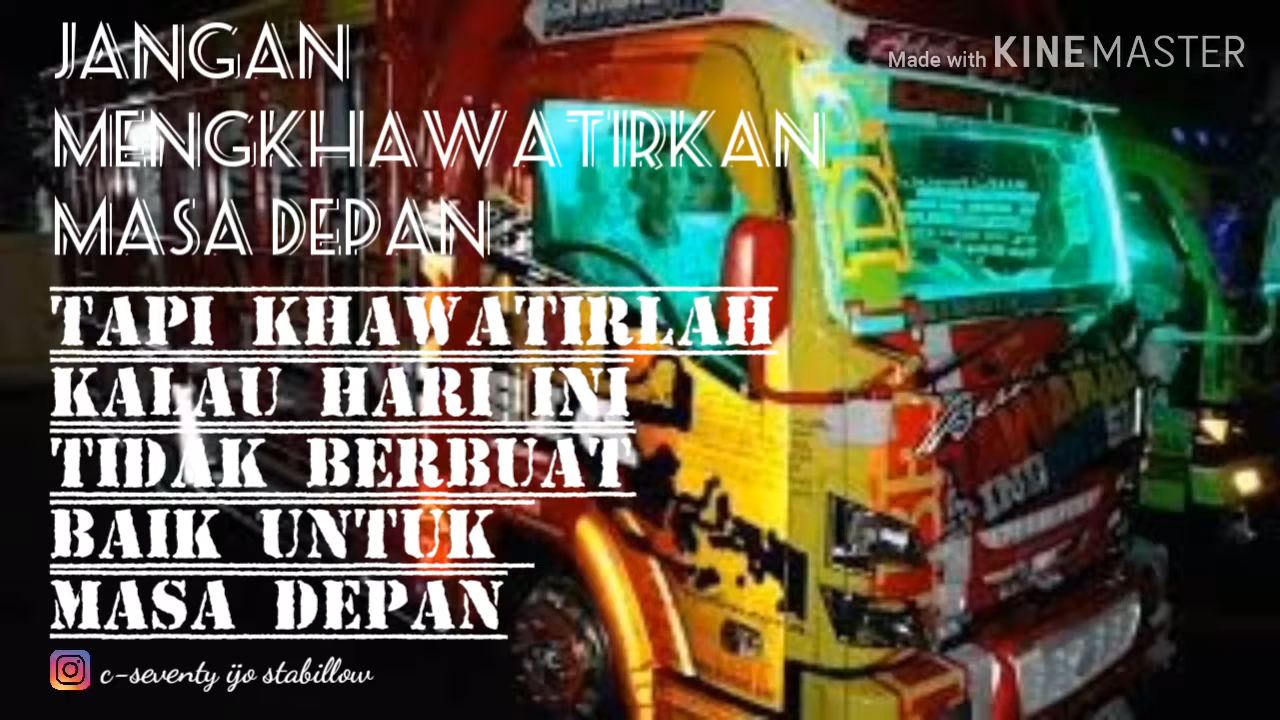 JANGAN
MENGKHAWATIRKAN
MASA DEPAN
TAPI KHAWATIRLAH
KALAU HARI INI
TIDAK BERBUAT
BAIK UNTUK
MASA DEPAN
c-seventy ijo stabillow
Made with KINEMASTER